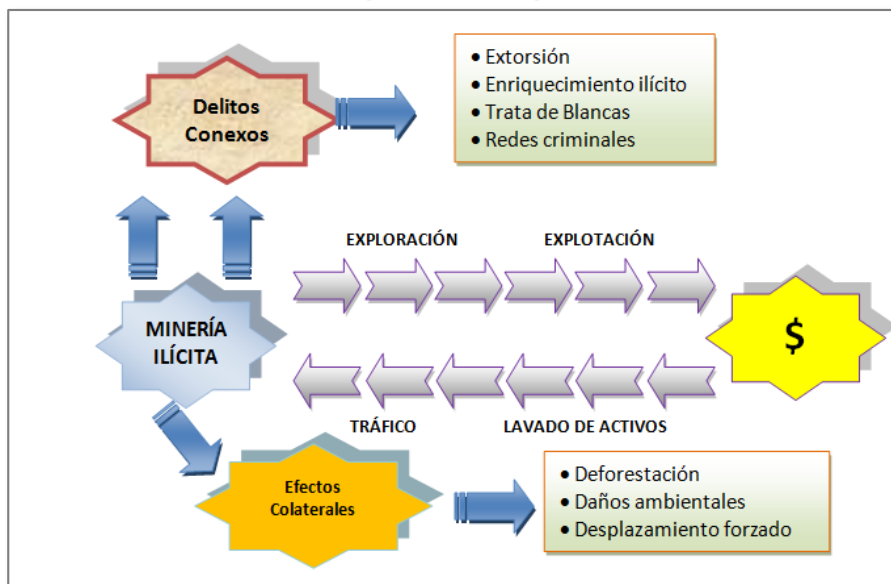 Delitos
Conexos
• Extorsión
• Enriquecimiento ilícito
• Trata de Blancas
• Redes criminales
EXPLORACIÓN
EXPLOTACIÓN
MINERÍA
ILÍCITA
$
TRÁFICO
LAVADO DE ACTIVOS
Efectos
Colaterales
• Deforestación
• Daños ambientales
• Desplazamiento forzado